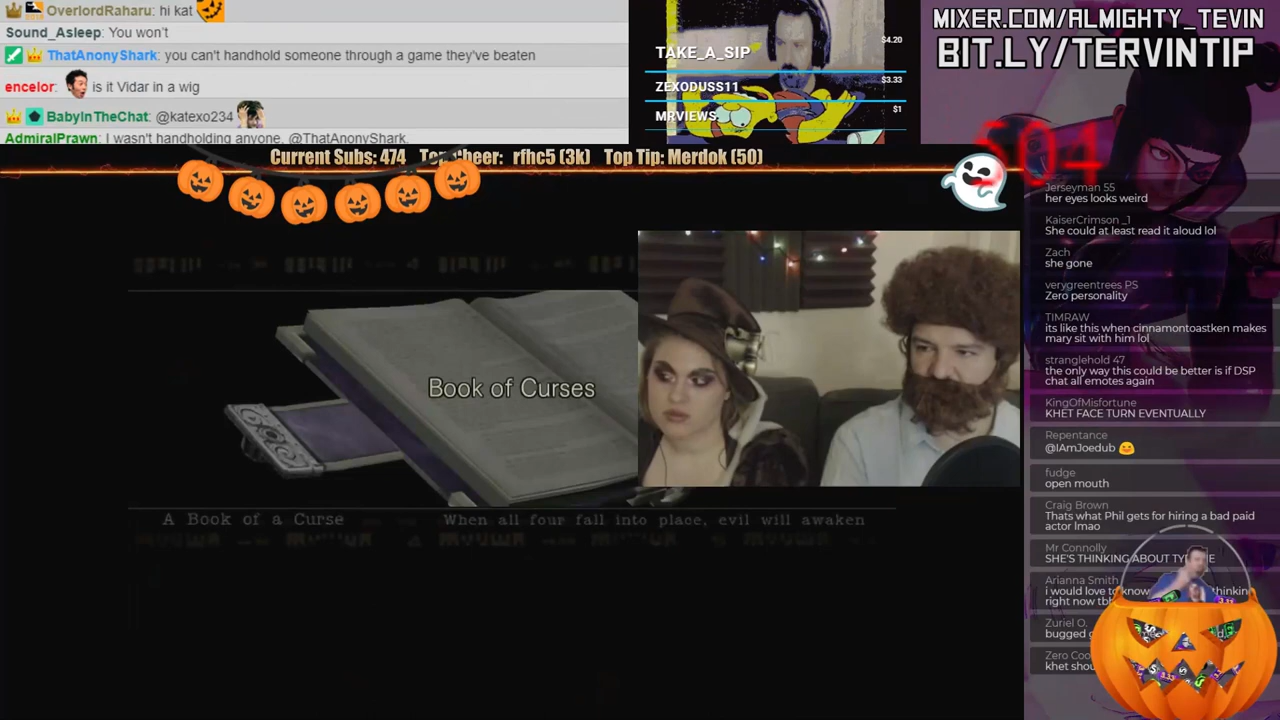 OverlordRaharu: hi kat
Sound_Asleep: You won't
ThatAnonyShark: you can't handhold someone through a game they've beaten
encelor: is it Vidar in a wig
BabyInTheChat: @katexo234
AdmiralPrawn: I wasn't handholding anyone, @ThatAnonyShark.
TAKE_A_SIP $4.20
ZEXODUSS11 $3.33
MRVIEWS $1
MIXER.COM/ALMIGHTY_TEVIN
BIT.LY/TERVINTIP
Current Subs: 474 Top Cheer: rfhc5 (3k) Top Tip: Merdok (50)
504
Book of Curses
A Book of a Curse
When all four fall into place, evil will awaken
Jerseyman 55
her eyes looks weird
KaiserCrimson _1
She could at least read it aloud lol
Zach
she gone
verygreentrees PS
Zero personality
TIMRAW
its like this when cinnamontoastken makes
mary sit with him lol
stranglehold 47
the only way this could be better is if DSP
chat all emotes again
KingOfMisfortune
KHET FACE TURN EVENTUALLY
Repentance
@IAmJoedub
fudge
open mouth
Craig Brown
Thats what Phil gets for hiring a bad paid
actor lmao
Mr Connolly
SHE'S THINKING ABOUT
Arianna Smith
i would love to know thinking
right now tbh
Zuriel O.
bugged
Zero
khet